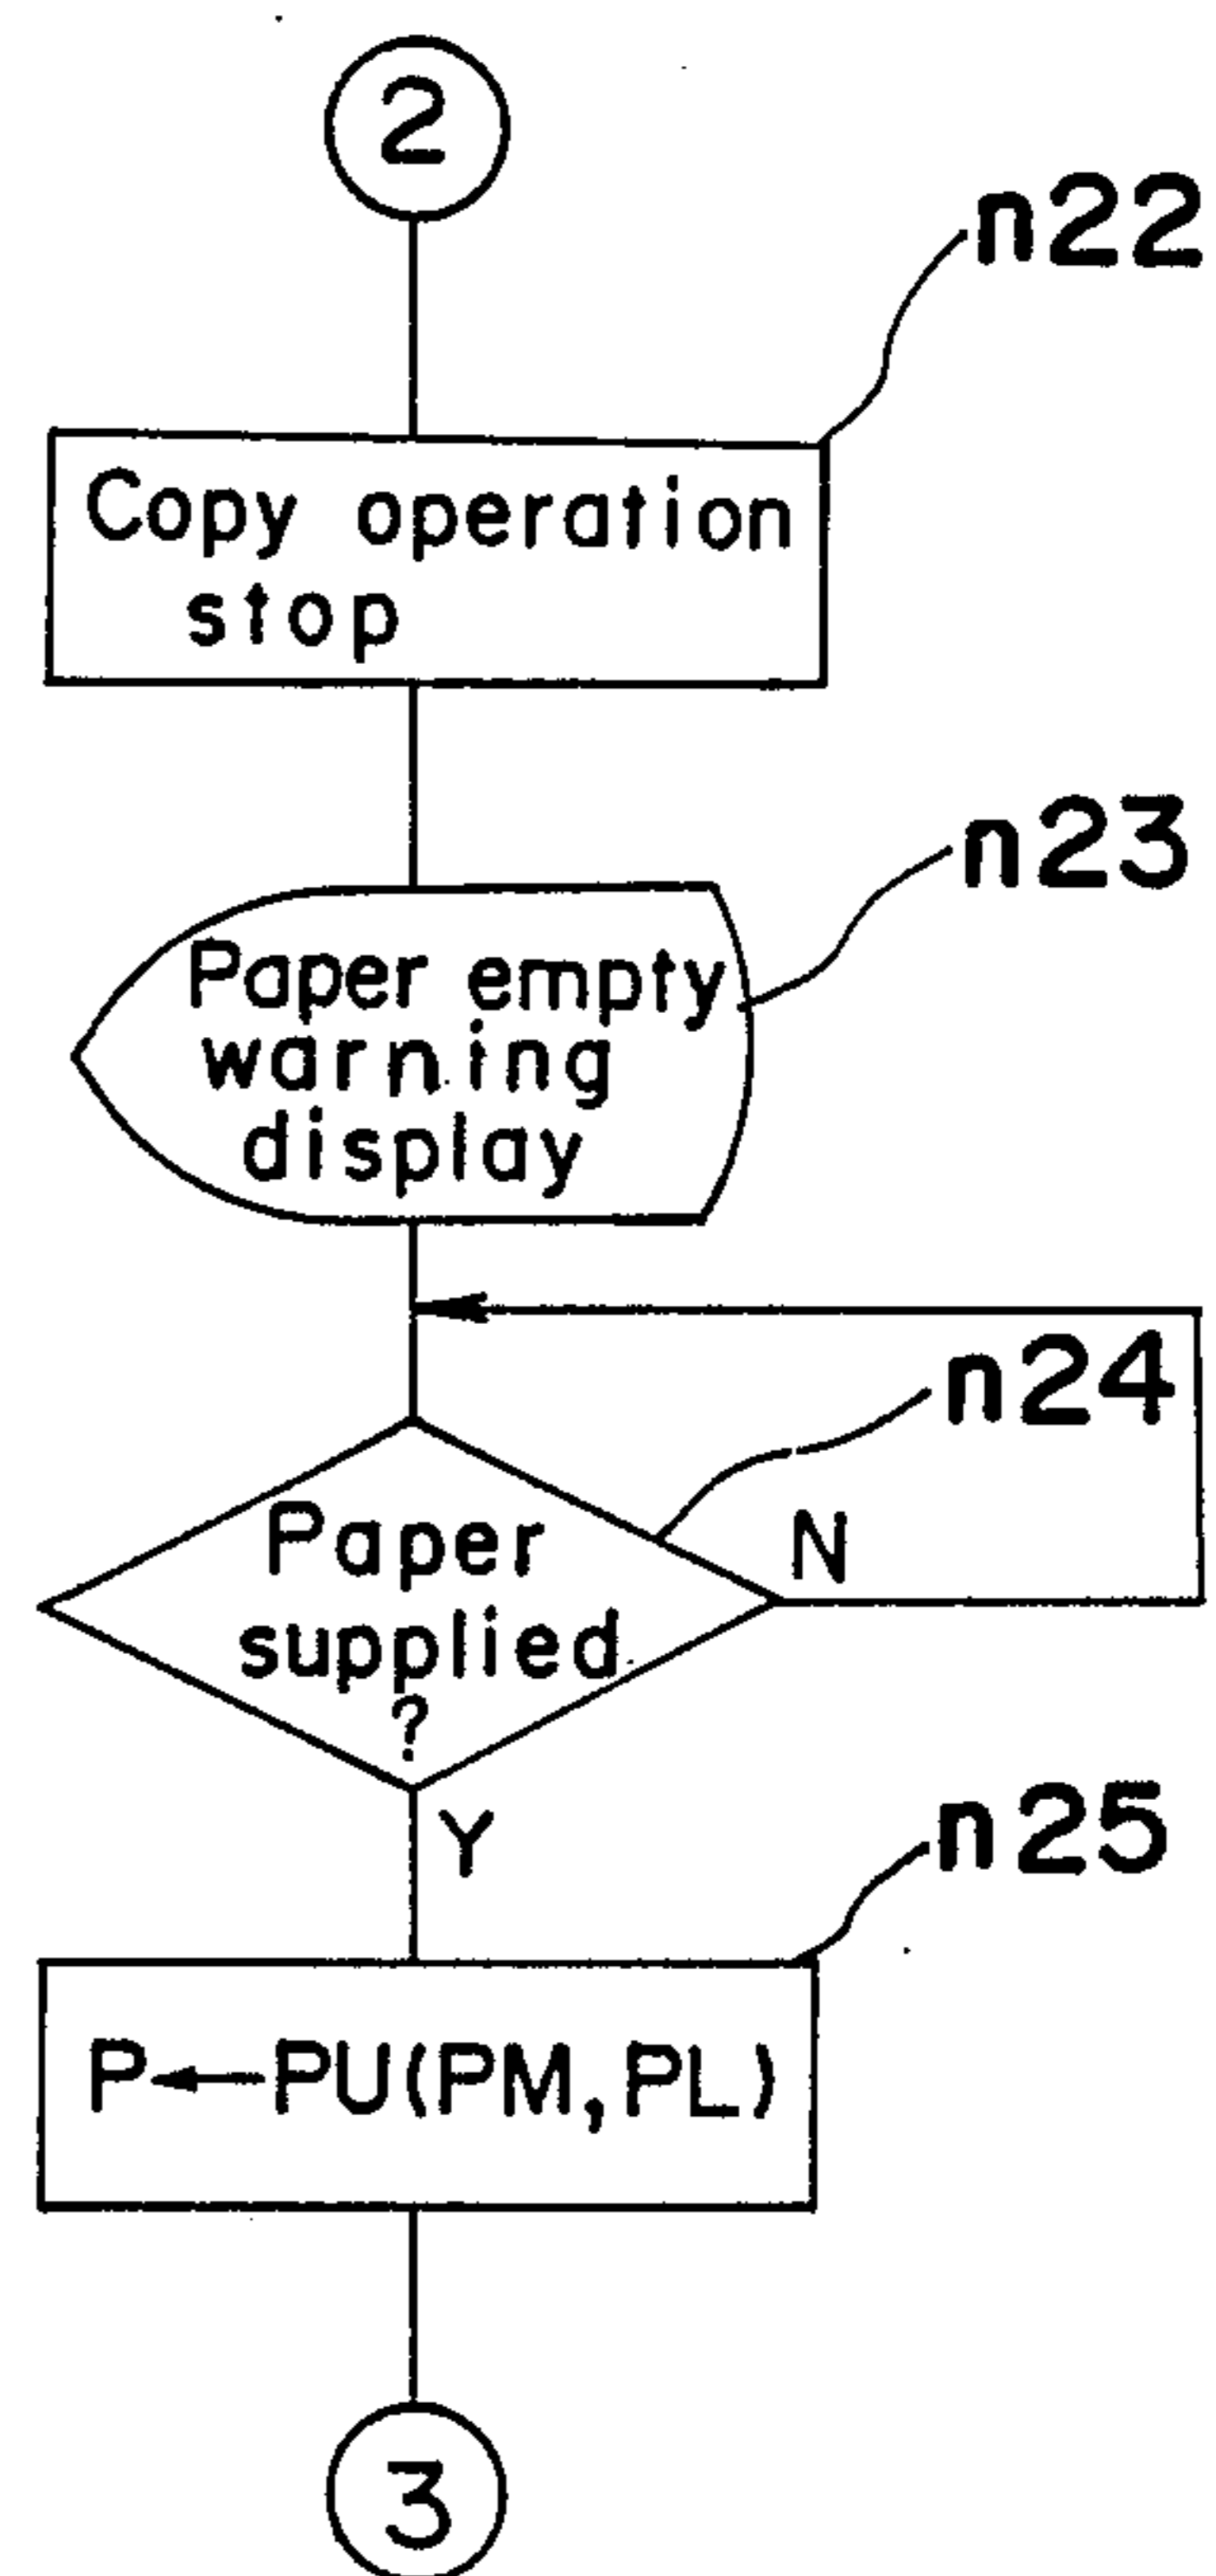 2
n22
Copy operation
stop
n23
Paper empty
warning
display
n24
Paper
supplied
?
N
Y
n25
P←PU(PM,PL)
3